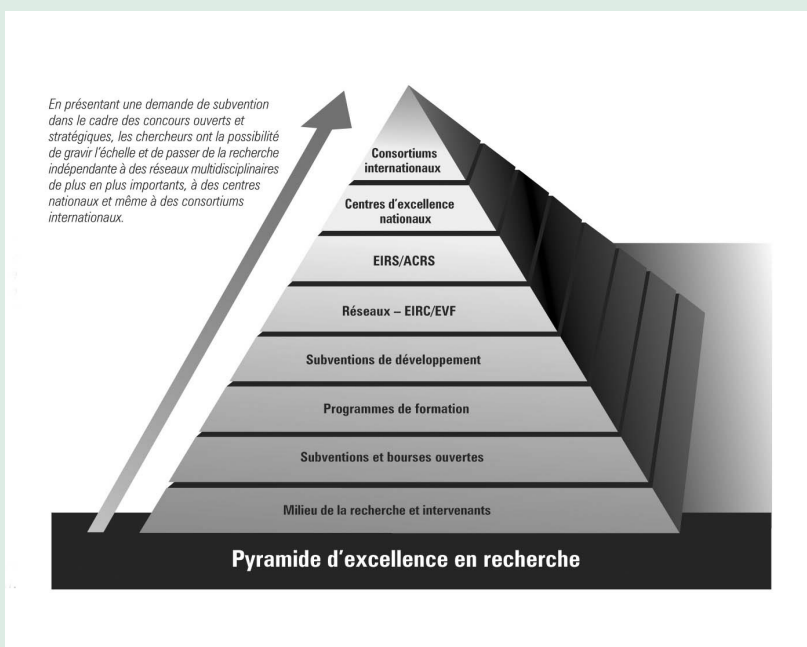 En présentant une demande de subvention
dans le cadre des concours ouverts et
stratégiques, les chercheurs ont la possibilité
de gravir l'échelle et de passer de la recherche
indépendante à des réseaux multidisciplinaires
de plus en plus importants, à des centres
nationaux et même à des consortiums
internationaux.
Consortiums
internationaux
Centres d'excellence
nationaux
EIRS/ACRS
Réseaux – EIRC/EVF
Subventions de développement
Programmes de formation
Subventions et bourses ouvertes
Milieu de la recherche et intervenants
Pyramide d'excellence en recherche